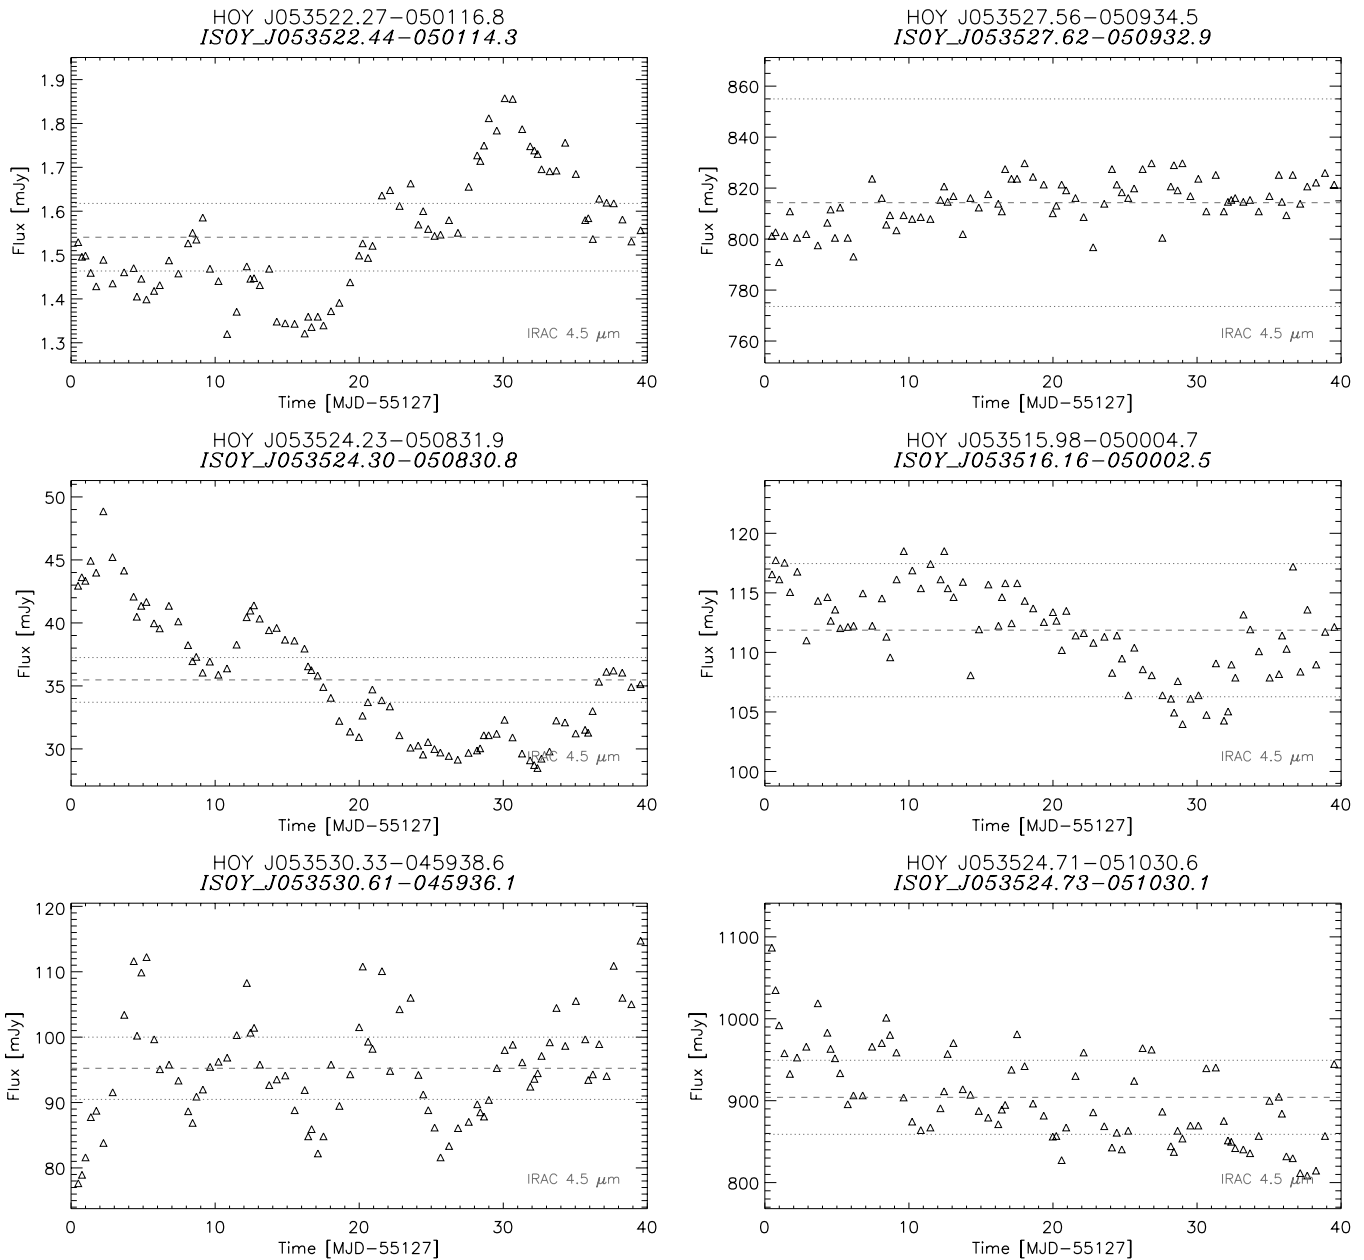 HOY J053522.27-050116.8
ISOY_J053522.44-050114.3
Flux [mJy]
1.9
1.8
1.7
1.6
1.5
1.4
1.3
IRAC 4.5 μm
0 10 20 30 40
Time [MJD-55127]
HOY J053527.56-050934.5
ISOY_J053527.62-050932.9
Flux [mJy]
860
840
820
800
780
760
IRAC 4.5 μm
0 10 20 30 40
Time [MJD-55127]
HOY J053524.23-050831.9
ISOY_J053524.30-050830.8
Flux [mJy]
50
45
40
35
30
IRAC 4.5 μm
0 10 20 30 40
Time [MJD-55127]
HOY J053515.98-050004.7
ISOY_J053516.16-050002.5
Flux [mJy]
120
115
110
105
100
IRAC 4.5 μm
0 10 20 30 40
Time [MJD-55127]
HOY J053530.33-045938.6
ISOY_J053530.61-045936.1
Flux [mJy]
120
110
100
90
80
IRAC 4.5 μm
0 10 20 30 40
Time [MJD-55127]
HOY J053524.71-051030.6
ISOY_J053524.73-051030.1
Flux [mJy]
1100
1000
900
800
IRAC 4.5 μm
0 10 20 30 40
Time [MJD-55127]